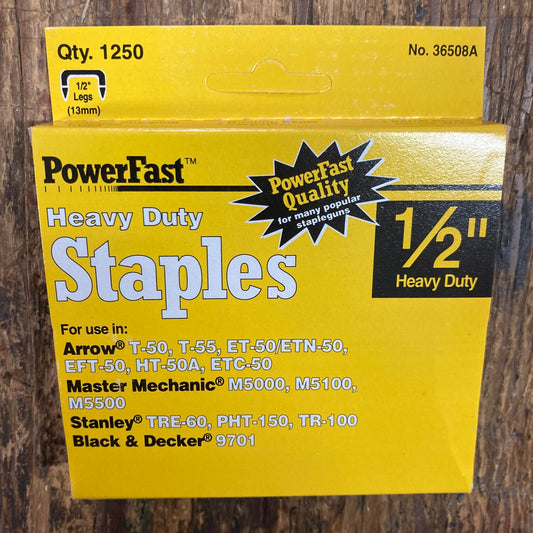 Qty. 1250
No. 36508A
1/2"
Legs
(13mm)
PowerFast™
PowerFast
Quality
for many popular
stapleguns
Heavy Duty
Staples
1/2"
Heavy Duty
For use in:
Arrow® T-50, T-55, ET-50/ETN-50,
EFT-50, HT-50A, ETC-50
Master Mechanic® M5000, M5100,
M5500
Stanley® TRE-60, PHT-150, TR-100
Black & Decker® 9701